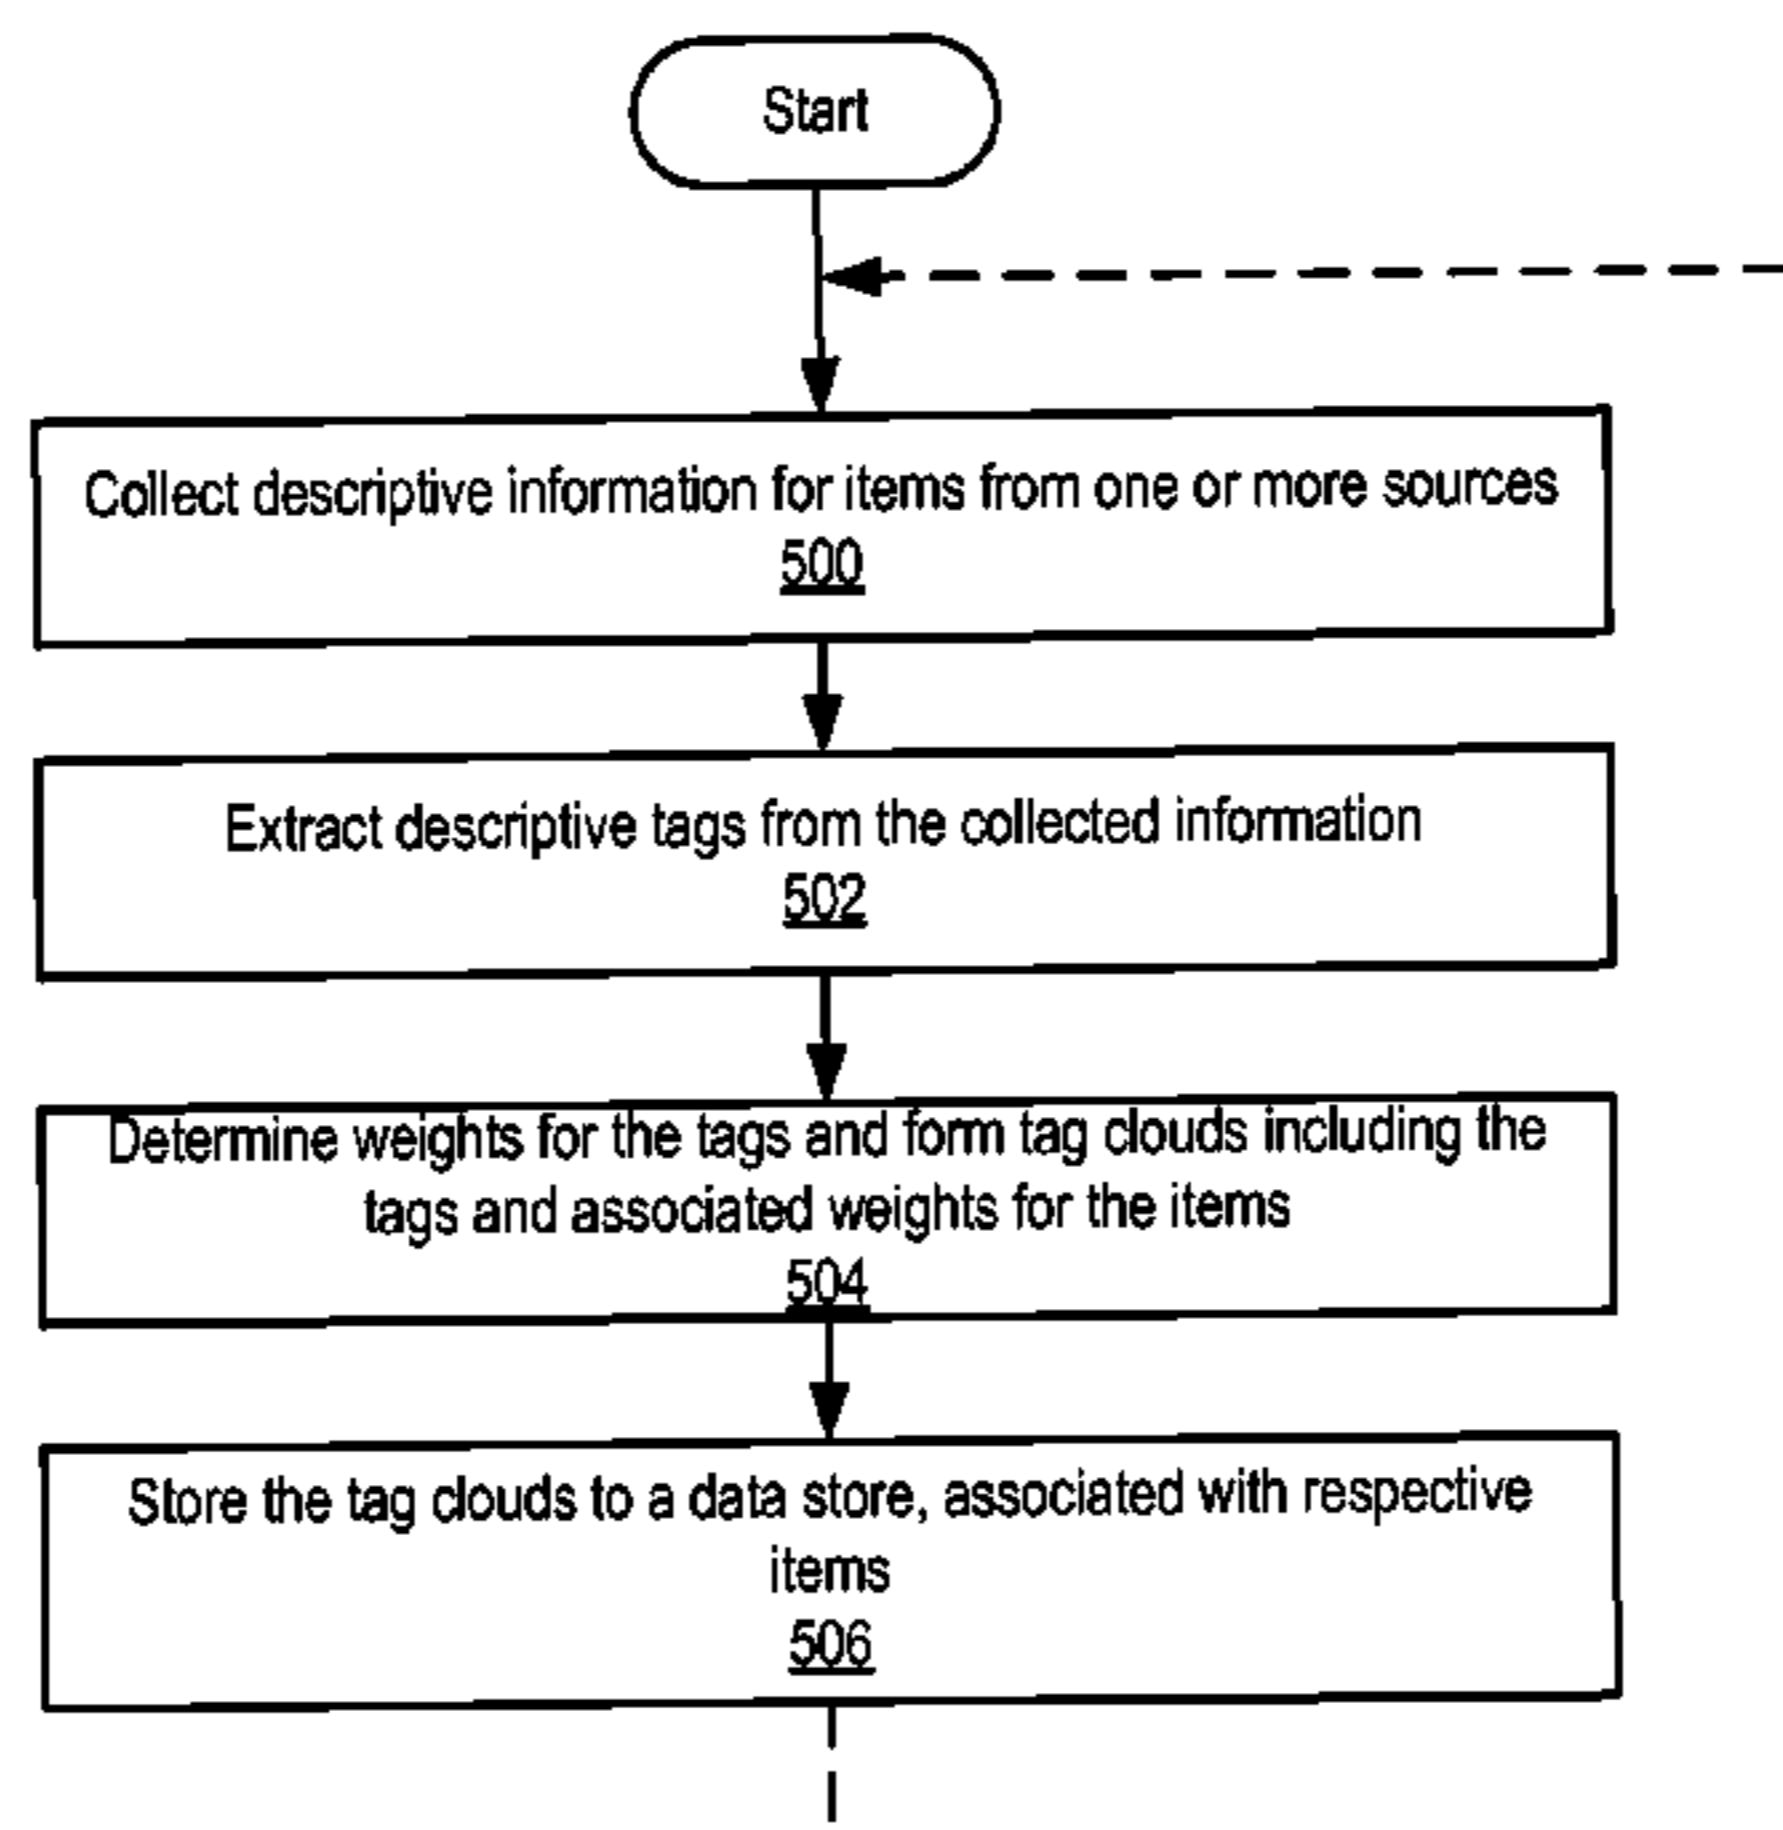 Start
Collect descriptive information for items from one or more sources
500
Extract descriptive tags from the collected information
502
Determine weights for the tags and form tag clouds including the
tags and associated weights for the items
504
Store the tag clouds to a data store, associated with respective
items
506